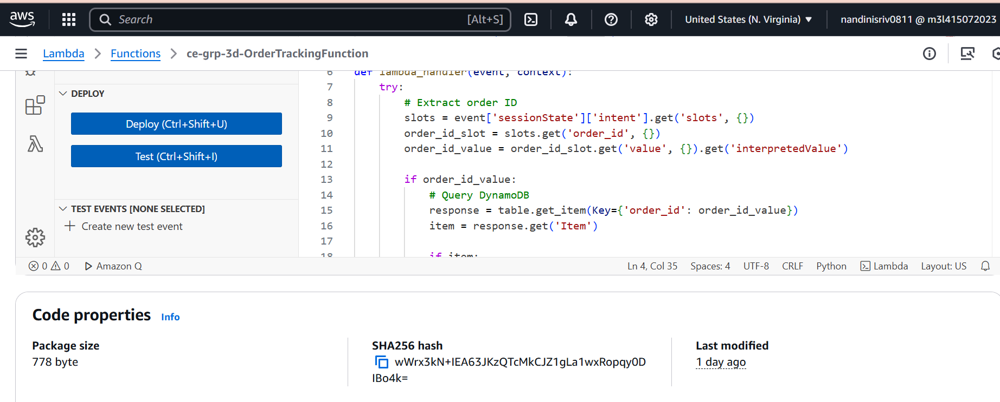 aws Search [Alt+S] United States (N. Virginia) ▼ nandinisriv0811 @ m3l415072023
Lambda > Functions > ce-grp-3d-OrderTrackingFunction
DEPLOY
Deploy (Ctrl+Shift+U)
Test (Ctrl+Shift+I)
TEST EVENTS [NONE SELECTED]
+ Create new test event
6 def lambda_handler(event, context):
7 try:
8 # Extract order ID
9 slots = event['sessionState']['intent'].get('slots', {})
10 order_id_slot = slots.get('order_id', {})
11 order_id_value = order_id_slot.get('value', {}).get('interpretedValue')
12
13 if order_id_value:
14 # Query DynamoDB
15 response = table.get_item(Key={'order_id': order_id_value})
16 item = response.get('Item')
17
18 if item:
0 0 Amazon Q Ln 4, Col 35 Spaces: 4 UTF-8 CRLF Python Lambda Layout: US
Code properties Info
Package size
778 byte
SHA256 hash
wWrx3kN+IEA63JKzQTcMkCJZ1gLa1wxRopqy0D
IBo4k=
Last modified
1 day ago